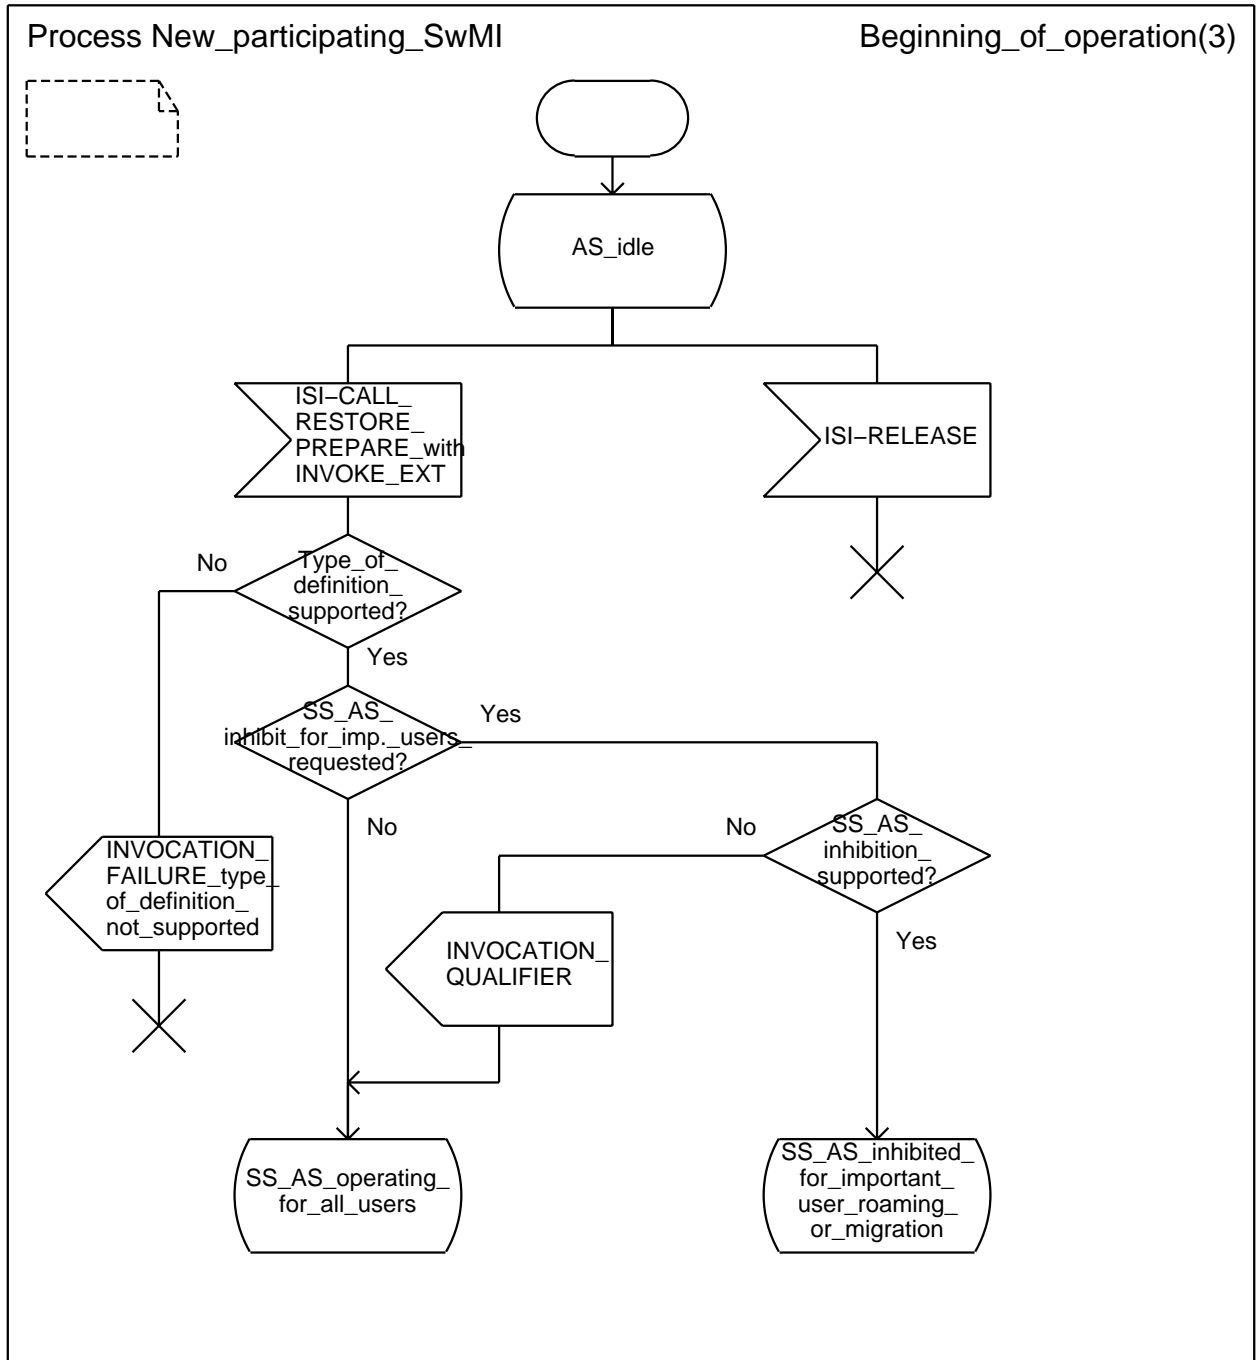 Process New_participating_SwMI
Beginning_of_operation(3)
AS_idle
ISI−CALL_
RESTORE_
PREPARE_with
INVOKE_EXT
ISI−RELEASE
No
Type_of_
definition_
supported?
Yes
SS_AS_
inhibit_for_imp._users_
requested?
Yes
No
No
SS_AS_
inhibition_
supported?
INVOCATION_
FAILURE_type_
of_definition_
not_supported
INVOCATION_
QUALIFIER
Yes
SS_AS_operating_
for_all_users
SS_AS_inhibited_
for_important_
user_roaming_
or_migration